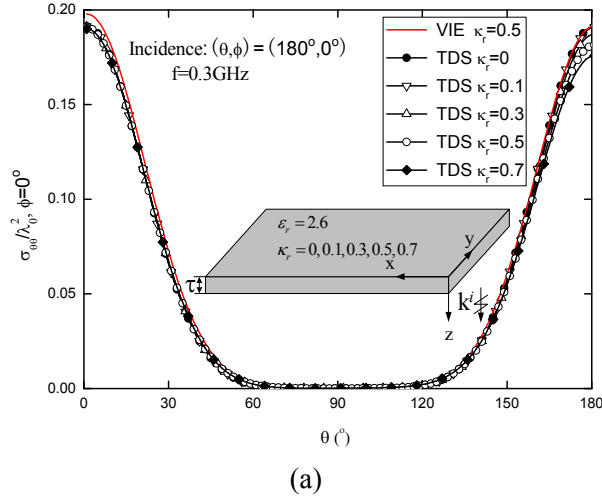 (a)
Incidence: (θ,ϕ) = (180°,0°)
f=0.3GHz
VIE κr=0.5
TDS κr=0
TDS κr=0.1
TDS κr=0.3
TDS κr=0.5
TDS κr=0.7
0.20
0.15
0.10
0.05
0.00
σθθ/λ₀², ϕ=0°
εr = 2.6
κr = 0,0.1,0.3,0.5,0.7
y
x
τ
kⁱ
z
0 30 60 90 120 150 180
θ (°)
(a)